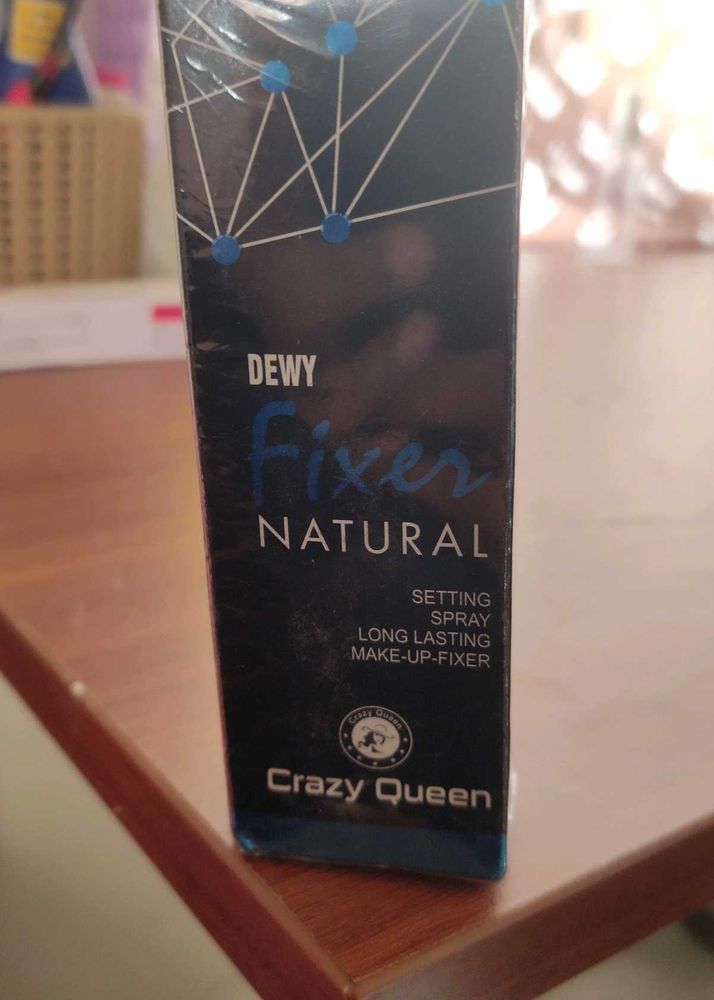 DEWY
Fixer
NATURAL
SETTING
SPRAY
LONG LASTING
MAKE-UP-FIXER
Crazy Queen
Crazy Queen